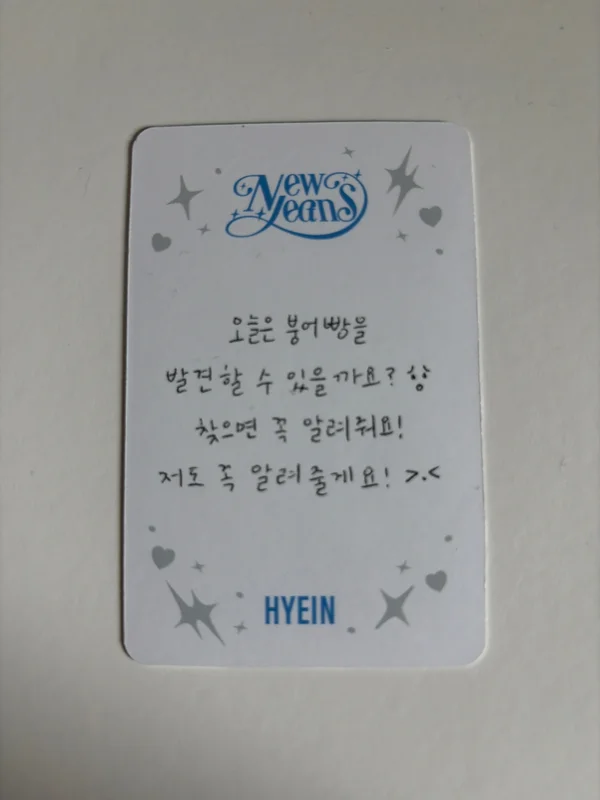 NewJeans
오늘은 붕어빵을
발견할 수 있을까요? 항
찾으면 꼭 알려줘요!
저도 꼭 알려줄게요! >.<
HYEIN